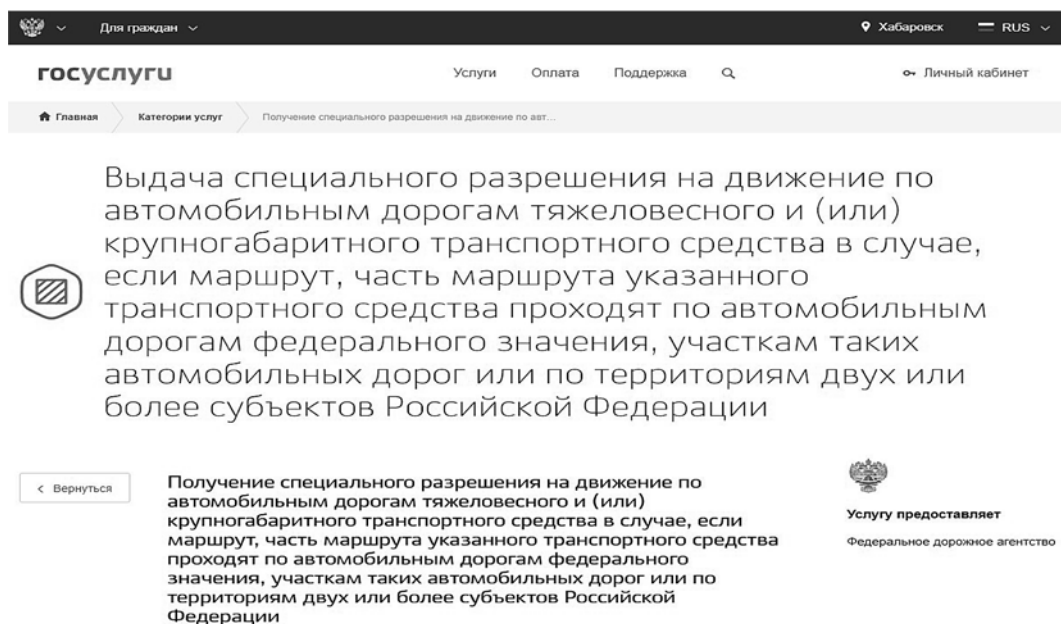 Для граждан
Хабаровск
RUS
госуслуги
Услуги
Оплата
Поддержка
Личный кабинет
Главная
Категории услуг
Получение специального разрешения на движение по авт...
Выдача специального разрешения на движение по
автомобильным дорогам тяжеловесного и (или)
крупногабаритного транспортного средства в случае,
если маршрут, часть маршрута указанного
транспортного средства проходят по автомобильным
дорогам федерального значения, участкам таких
автомобильных дорог или по территориям двух или
более субъектов Российской Федерации
Вернуться
Получение специального разрешения на движение по
автомобильным дорогам тяжеловесного и (или)
крупногабаритного транспортного средства в случае, если
маршрут, часть маршрута указанного транспортного средства
проходят по автомобильным дорогам федерального
значения, участкам таких автомобильных дорог или по
территориям двух или более субъектов Российской
Федерации
Услугу предоставляет
Федеральное дорожное агентство